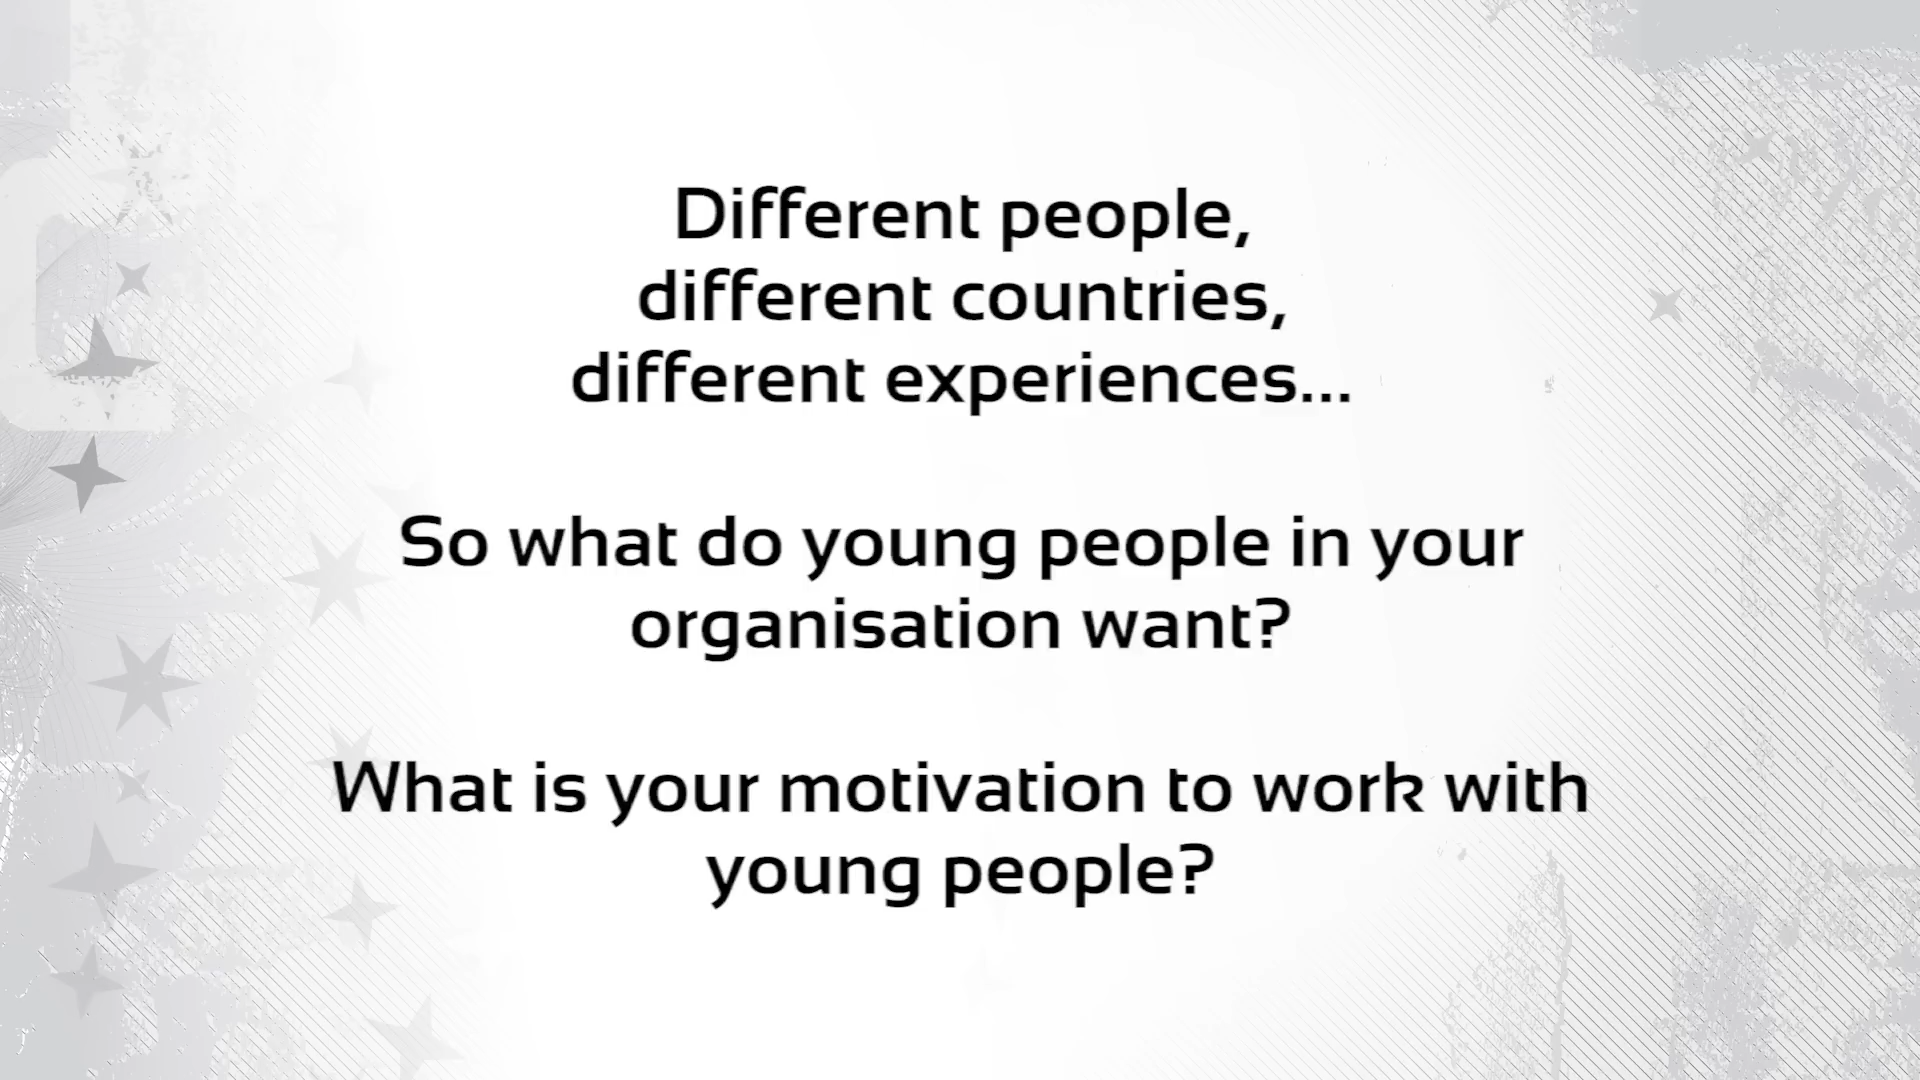 Different people,
different countries,
different experiences...
So what do young people in your
organisation want?
What is your motivation to work with
young people?